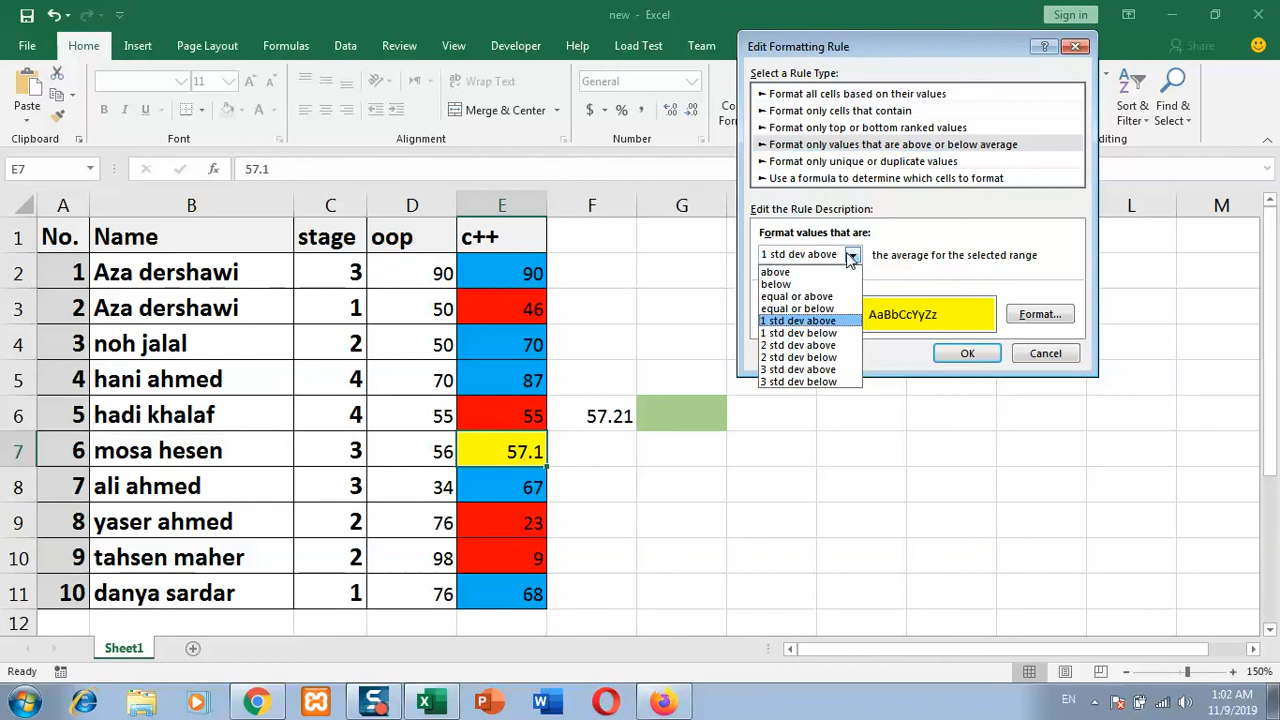 new - Excel
Sign in
File Home Insert Page Layout Formulas Data Review View Developer Help Load Test Team
Share
Paste
11
B I U
A A
Wrap Text
Merge & Center
General
$ % ,
Sort & Filter
Find & Select
Clipboard Font Alignment Number Editing
E7 fx 57.1
A B C D E F G L M
1 No. Name stage oop c++
2 1 Aza dershawi 3 90 90
3 2 Aza dershawi 1 50 46
4 3 noh jalal 2 50 70
5 4 hani ahmed 4 70 87
6 5 hadi khalaf 4 55 55 57.21
7 6 mosa hesen 3 56 57.1
8 7 ali ahmed 3 34 67
9 8 yaser ahmed 2 76 23
10 9 tahsen maher 2 98 9
11 10 danya sardar 1 76 68
12
Edit Formatting Rule
Select a Rule Type:
► Format all cells based on their values
► Format only cells that contain
► Format only top or bottom ranked values
► Format only values that are above or below average
► Format only unique or duplicate values
► Use a formula to determine which cells to format
Edit the Rule Description:
Format values that are:
1 std dev above the average for the selected range
above
below
equal or above
equal or below
1 std dev above
1 std dev below
2 std dev above
2 std dev below
3 std dev above
3 std dev below
AaBbCcYyZz
Format...
OK Cancel
Sheet1
Ready
150%
EN
1:02 AM
11/9/2019